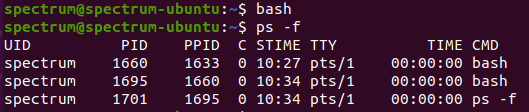 spectrum@spectrum-ubuntu:~$ bash
spectrum@spectrum-ubuntu:~$ ps -f
UID          PID    PPID  C STIME TTY          TIME CMD
spectrum    1660    1633  0 10:27 pts/1    00:00:00 bash
spectrum    1695    1660  0 10:34 pts/1    00:00:00 bash
spectrum    1701    1695  0 10:34 pts/1    00:00:00 ps -f